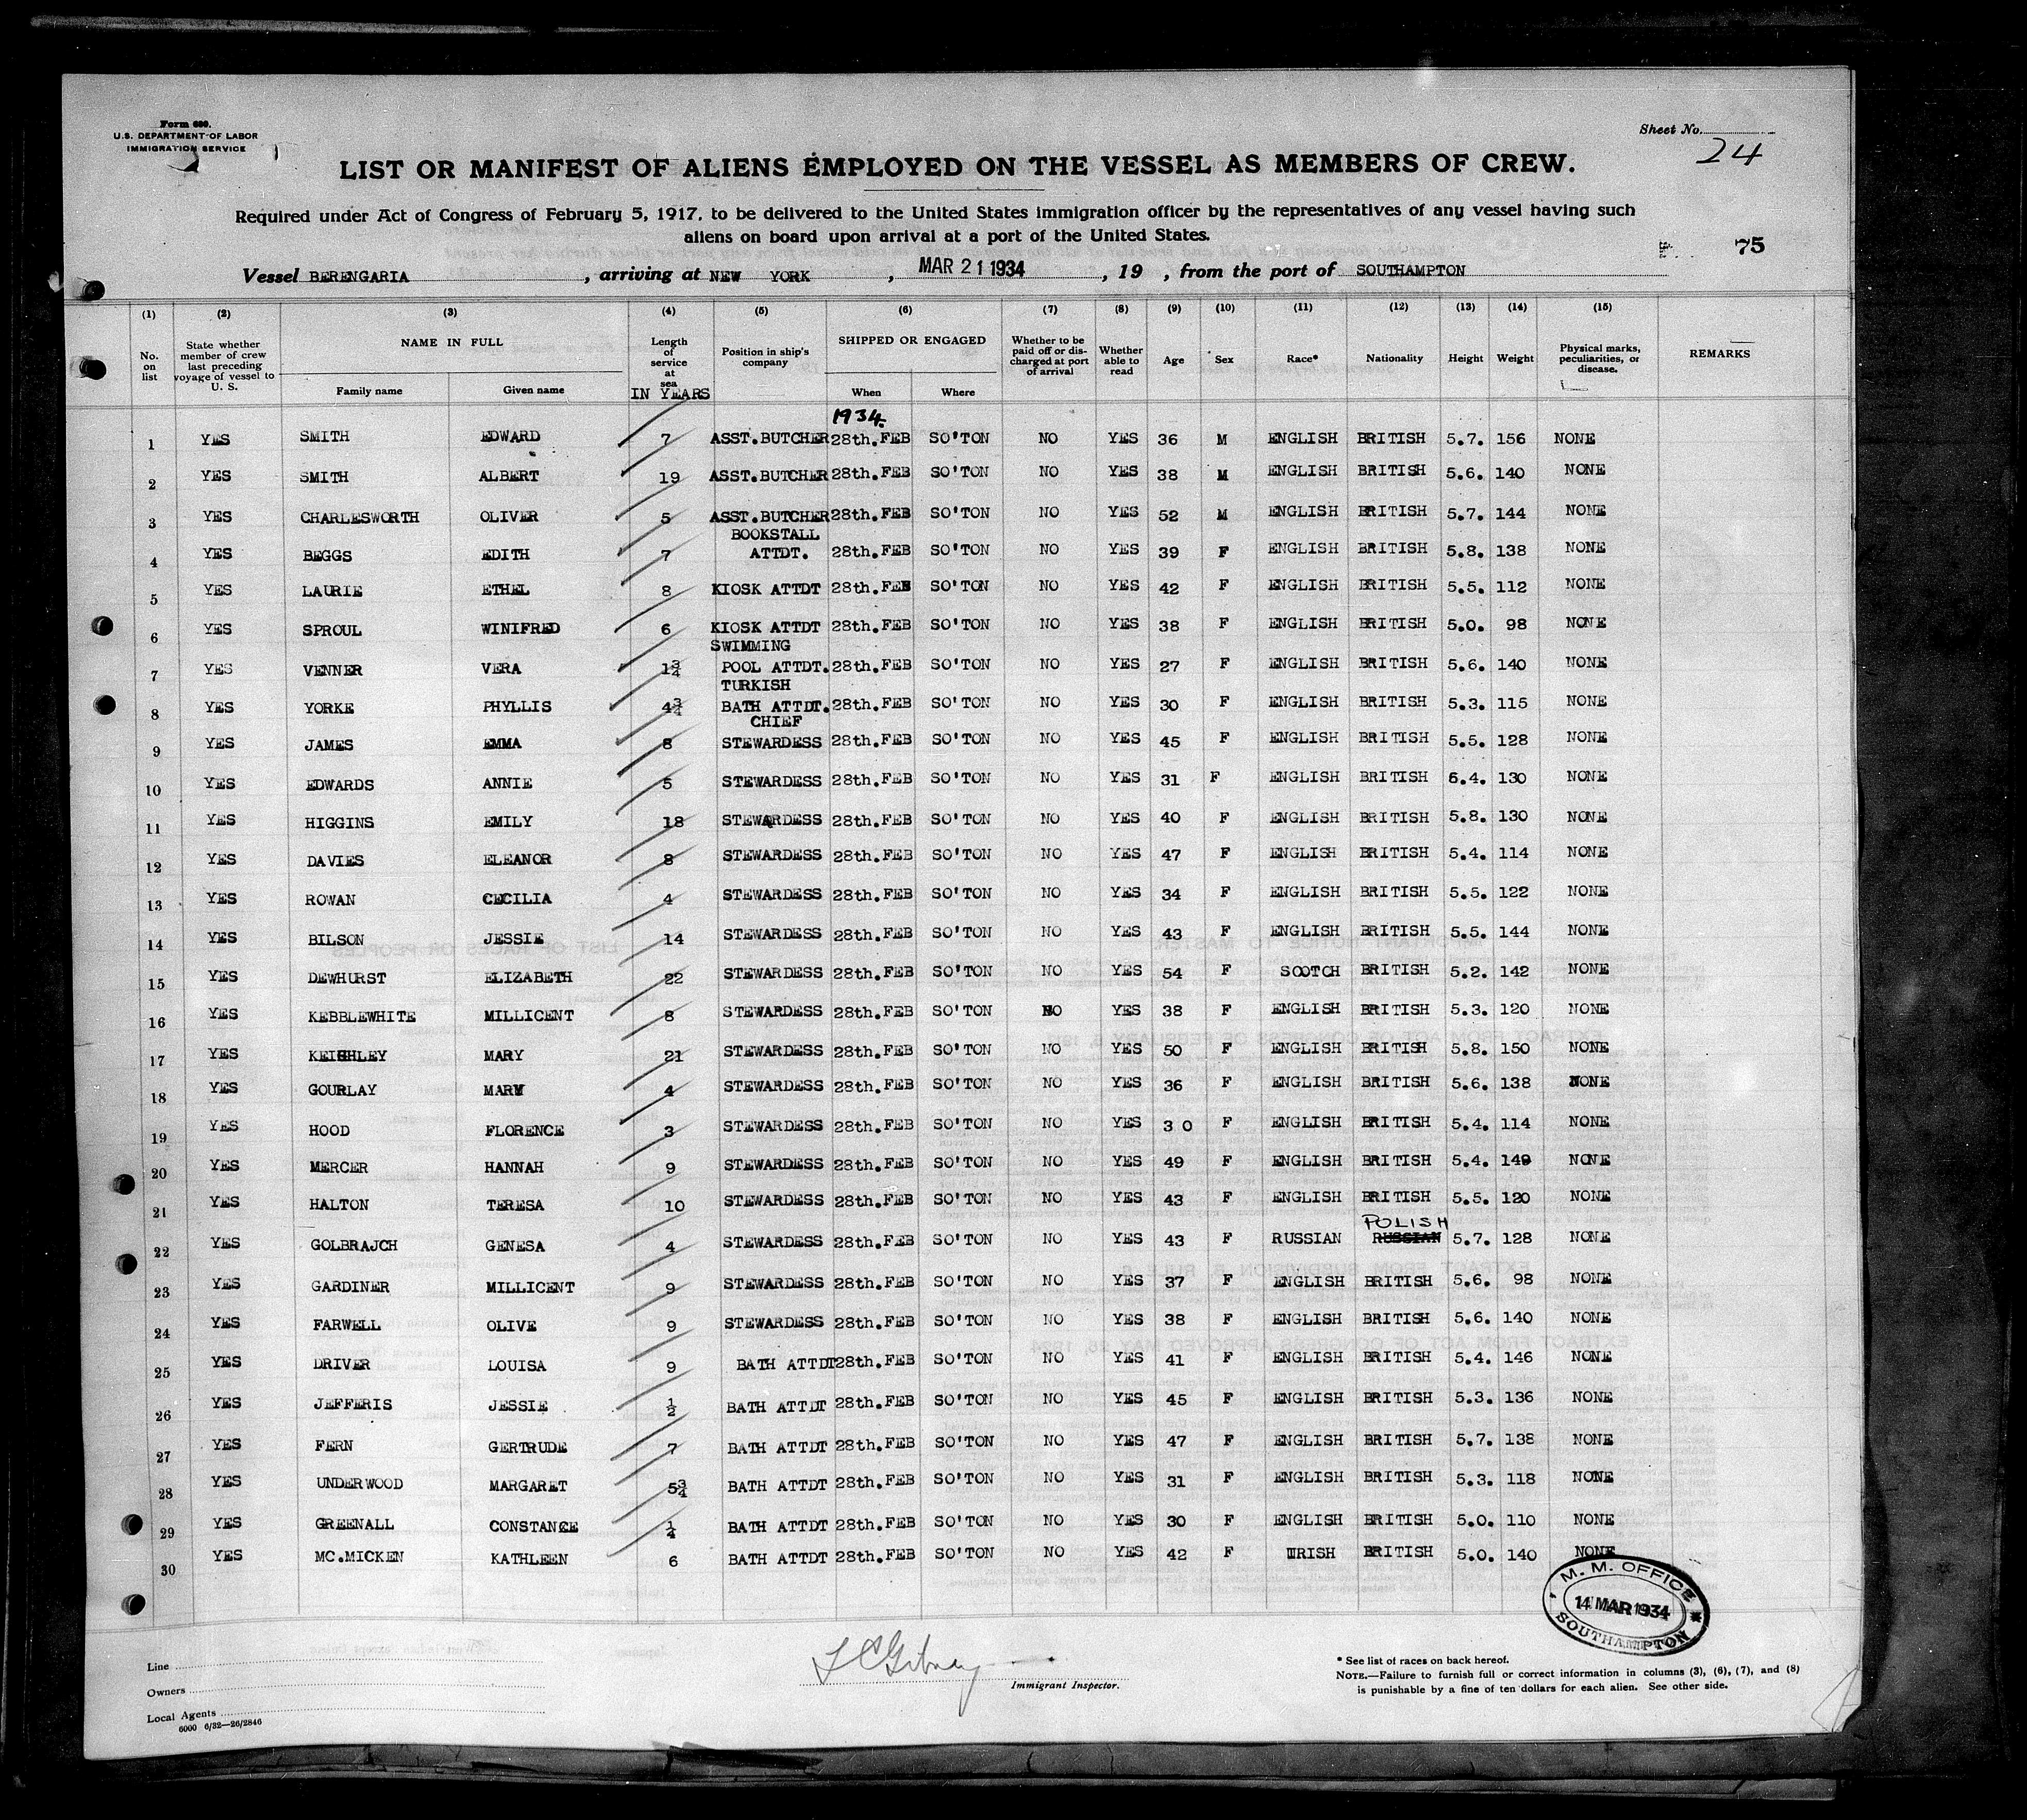 Form 680.
U.S. DEPARTMENT OF LABOR
IMMIGRATION SERVICE
Sheet No.
24
LIST OR MANIFEST OF ALIENS EMPLOYED ON THE VESSEL AS MEMBERS OF CREW.
Required under Act of Congress of February 5, 1917, to be delivered to the United States immigration officer by the representatives of any vessel having such
aliens on board upon arrival at a port of the United States.
75
Vessel BERENGARIA, arriving at NEW YORK, MAR 21 1934, 19 , from the port of SOUTHAMPTON
(1) (2) (3) (4) (5) (6) (7) (8) (9) (10) (11) (12) (13) (14) (15)
No. on list State whether member of crew last preceding voyage of vessel to U. S. NAME IN FULL Family name Given name Length of service at sea IN YEARS Position in ship's company SHIPPED OR ENGAGED When Where Whether to be paid off or discharged at port of arrival Whether able to read Age Sex Race* Nationality Height Weight Physical marks, peculiarities, or disease. REMARKS
1934.
1 YES SMITH EDWARD 7 ASST.BUTCHER 28th.FEB SO'TON NO YES 36 M ENGLISH BRITISH 5.7. 156 NONE
2 YES SMITH ALBERT 19 ASST.BUTCHER 28th.FEB SO'TON NO YES 38 M ENGLISH BRITISH 5.6. 140 NONE
3 YES CHARLESWORTH OLIVER 5 ASST.BUTCHER 28th.FEB SO'TON NO YES 52 M ENGLISH BRITISH 5.7. 144 NONE
4 YES BEGGS EDITH 7 BOOKSTALL ATTDT. 28th.FEB SO'TON NO YES 39 F ENGLISH BRITISH 5.8. 138 NONE
5 YES LAURIE ETHEL 8 KIOSK ATTDT 28th.FEB SO'TON NO YES 42 F ENGLISH BRITISH 5.5. 112 NONE
6 YES SPROUL WINIFRED 6 KIOSK ATTDT 28th.FEB SO'TON NO YES 38 F ENGLISH BRITISH 5.0. 98 NONE
7 YES VENNER VERA 1¾ SWIMMING POOL ATTDT. 28th.FEB SO'TON NO YES 27 F ENGLISH BRITISH 5.6. 140 NONE
8 YES YORKE PHYLLIS 4¾ TURKISH BATH ATTDT. 28th.FEB SO'TON NO YES 30 F ENGLISH BRITISH 5.3. 115 NONE
9 YES JAMES EMMA 8 CHIEF STEWARDESS 28th.FEB SO'TON NO YES 45 F ENGLISH BRITISH 5.5. 128 NONE
10 YES EDWARDS ANNIE 5 STEWARDESS 28th.FEB SO'TON NO YES 31 F ENGLISH BRITISH 5.4. 130 NONE
11 YES HIGGINS EMILY 18 STEWARDESS 28th.FEB SO'TON NO YES 40 F ENGLISH BRITISH 5.8. 130 NONE
12 YES DAVIES ELEANOR 8 STEWARDESS 28th.FEB SO'TON NO YES 47 F ENGLISH BRITISH 5.4. 114 NONE
13 YES ROWAN CECILIA 4 STEWARDESS 28th.FEB SO'TON NO YES 34 F ENGLISH BRITISH 5.5. 122 NONE
14 YES BILSON JESSIE 14 STEWARDESS 28th.FEB SO'TON NO YES 43 F ENGLISH BRITISH 5.5. 144 NONE
15 YES DEWHURST ELIZABETH 22 STEWARDESS 28th.FEB SO'TON NO YES 54 F SCOTCH BRITISH 5.2. 142 NONE
16 YES KEBBLEWHITE MILLICENT 8 STEWARDESS 28th.FEB SO'TON NO YES 38 F ENGLISH BRITISH 5.3. 120 NONE
17 YES KEIGHLEY MARY 21 STEWARDESS 28th.FEB SO'TON NO YES 50 F ENGLISH BRITISH 5.8. 150 NONE
18 YES GOURLAY MARY 4 STEWARDESS 28th.FEB SO'TON NO YES 36 F ENGLISH BRITISH 5.6. 138 NONE
19 YES HOOD FLORENCE 3 STEWARDESS 28th.FEB SO'TON NO YES 3 0 F ENGLISH BRITISH 5.4. 114 NONE
20 YES MERCER HANNAH 9 STEWARDESS 28th.FEB SO'TON NO YES 49 F ENGLISH BRITISH 5.4. 149 NONE
21 YES HALTON TERESA 10 STEWARDESS 28th.FEB SO'TON NO YES 43 F ENGLISH BRITISH 5.5. 120 NONE
22 YES GOLBRAJCH GENESA 4 STEWARDESS 28th.FEB SO'TON NO YES 43 F RUSSIAN POLISH RUSSIAN 5.7. 128 NONE
23 YES GARDINER MILLICENT 9 STEWARDESS 28th.FEB SO'TON NO YES 37 F ENGLISH BRITISH 5.6. 98 NONE
24 YES FARWELL OLIVE 9 STEWARDESS 28th.FEB SO'TON NO YES 38 F ENGLISH BRITISH 5.6. 140 NONE
25 YES DRIVER LOUISA 9 BATH ATTDT 28th.FEB SO'TON NO YES 41 F ENGLISH BRITISH 5.4. 146 NONE
26 YES JEFFERIS JESSIE ½ BATH ATTDT 28th.FEB SO'TON NO YES 45 F ENGLISH BRITISH 5.3. 136 NONE
27 YES FERN GERTRUDE 7 BATH ATTDT 28th.FEB SO'TON NO YES 47 F ENGLISH BRITISH 5.7. 138 NONE
28 YES UNDERWOOD MARGARET 5¾ BATH ATTDT 28th.FEB SO'TON NO YES 31 F ENGLISH BRITISH 5.3. 118 NONE
29 YES GREENALL CONSTANCE ¼ BATH ATTDT 28th.FEB SO'TON NO YES 30 F ENGLISH BRITISH 5.0. 110 NONE
30 YES MC.MICKEN KATHLEEN 6 BATH ATTDT 28th.FEB SO'TON NO YES 42 F IRISH BRITISH 5.0. 140 NONE
M. M. OFFICE
14 MAR 1934
SOUTHAMPTON
Line
Owners
Local Agents
6000 6/32—26/2846
Immigrant Inspector.
* See list of races on back hereof.
NOTE.—Failure to furnish full or correct information in columns (3), (6), (7), and (8)
is punishable by a fine of ten dollars for each alien. See other side.